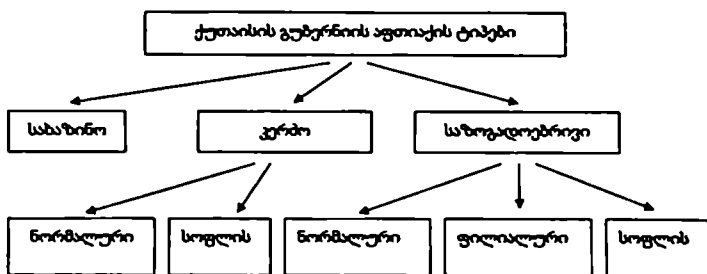 ქუთაისის გუბერნიის აფთიაქის ტიპები
სახაზინო
კერძო
საზოგადოებრივი
ნორმალური
სოფლის
ნორმალური
ფილიალური
სოფლის